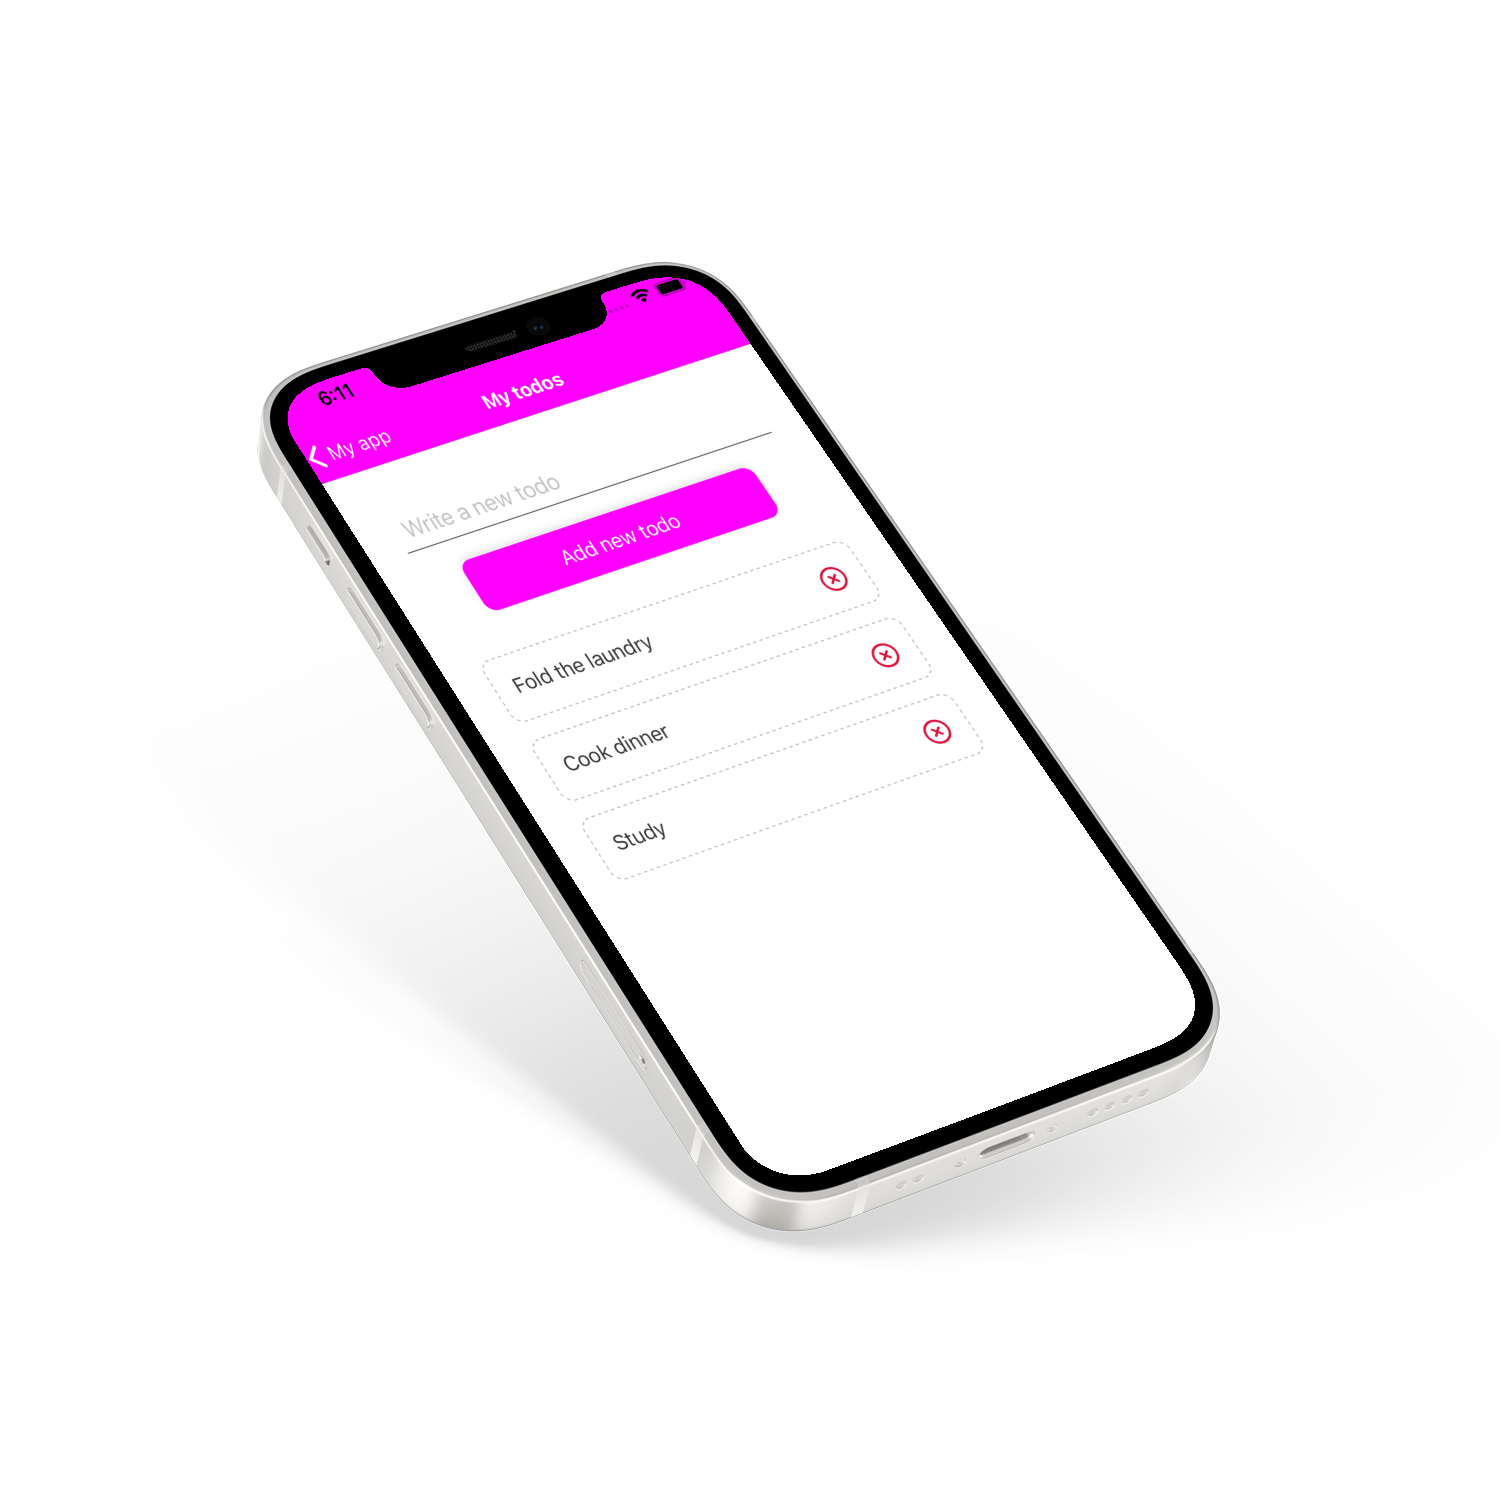 6:11
My app
My todos
Write a new todo
Add new todo
Fold the laundry
Cook dinner
Study